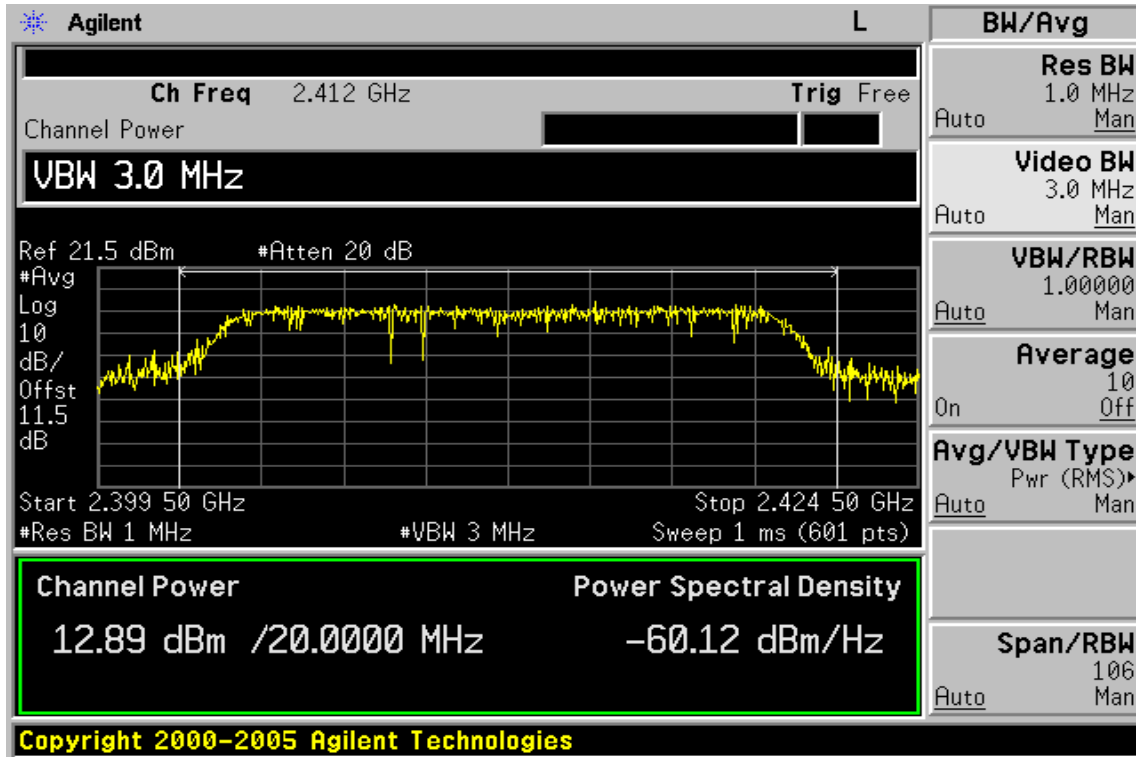 Agilent L
Ch Freq 2.412 GHz Trig Free
Channel Power
VBW 3.0 MHz
Ref 21.5 dBm #Atten 20 dB
#Avg
Log
10
dB/
Offst
11.5
dB
Start 2.399 50 GHz Stop 2.424 50 GHz
#Res BW 1 MHz #VBW 3 MHz Sweep 1 ms (601 pts)
Channel Power Power Spectral Density
12.89 dBm /20.0000 MHz -60.12 dBm/Hz
Copyright 2000-2005 Agilent Technologies
BW/Avg
Res BW
1.0 MHz
Auto Man
Video BW
3.0 MHz
Auto Man
VBW/RBW
1.00000
Auto Man
Average
10
On Off
Avg/VBW Type
Pwr (RMS)▸
Auto Man
Span/RBW
106
Auto Man